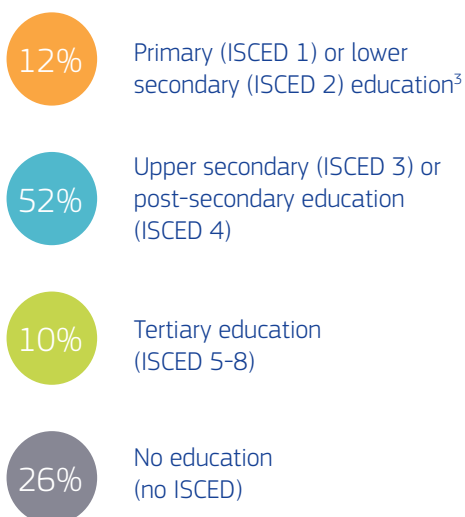 12%
Primary (ISCED 1) or lower
secondary (ISCED 2) education³
52%
Upper secondary (ISCED 3) or
post-secondary education
(ISCED 4)
10%
Tertiary education
(ISCED 5-8)
26%
No education
(no ISCED)